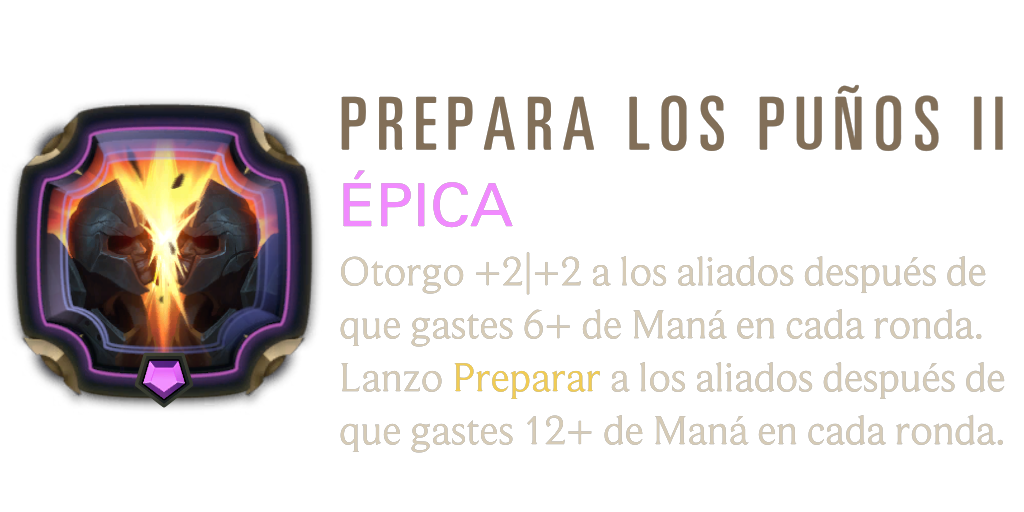 PREPARA LOS PUÑOS II
ÉPICA
Otorgo +2|+2 a los aliados después de
que gastes 6+ de Maná en cada ronda.
Lanzo Preparar a los aliados después de
que gastes 12+ de Maná en cada ronda.